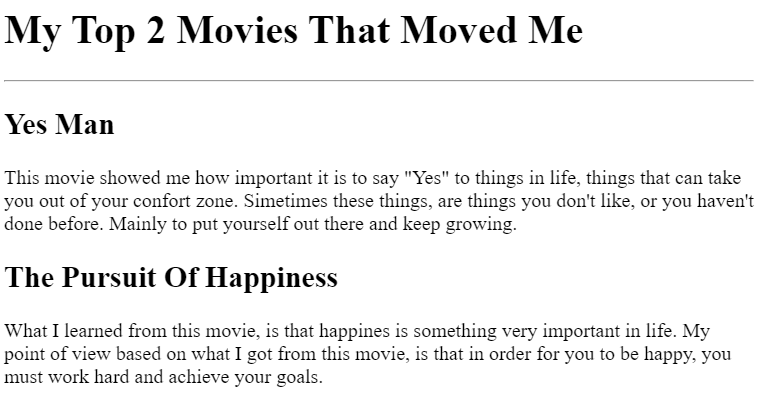 My Top 2 Movies That Moved Me
Yes Man
This movie showed me how important it is to say "Yes" to things in life, things that can take
you out of your confort zone. Simetimes these things, are things you don't like, or you haven't
done before. Mainly to put yourself out there and keep growing.
The Pursuit Of Happiness
What I learned from this movie, is that happines is something very important in life. My
point of view based on what I got from this movie, is that in order for you to be happy, you
must work hard and achieve your goals.